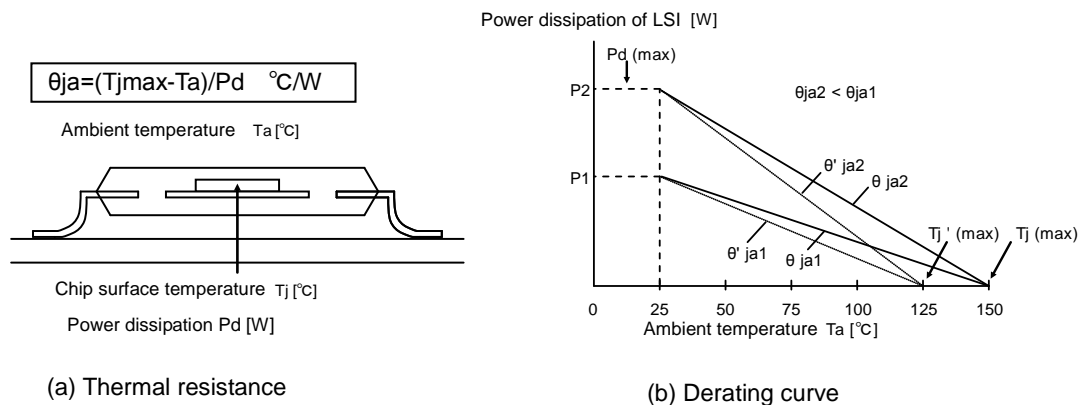 θja=(Tjmax-Ta)/Pd ℃/W
Ambient temperature Ta [℃]
Chip surface temperature Tj [℃]
Power dissipation Pd [W]
(a) Thermal resistance
Power dissipation of LSI [W]
Pd (max)
P2
θja2 < θja1
θ' ja2
θ ja2
P1
θ' ja1
θ ja1
Tj ' (max)
Tj (max)
0 25 50 75 100 125 150
Ambient temperature Ta [℃]
(b) Derating curve